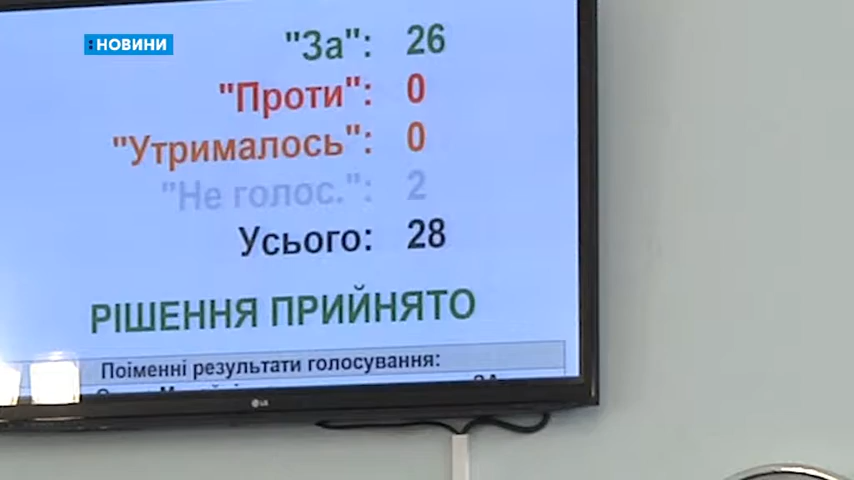 НОВИНИ
"За": 26
"Проти": 0
"Утрималось": 0
"Не голос.": 2
Усього: 28
РІШЕННЯ ПРИЙНЯТО
Поіменні результати голосування:
LG